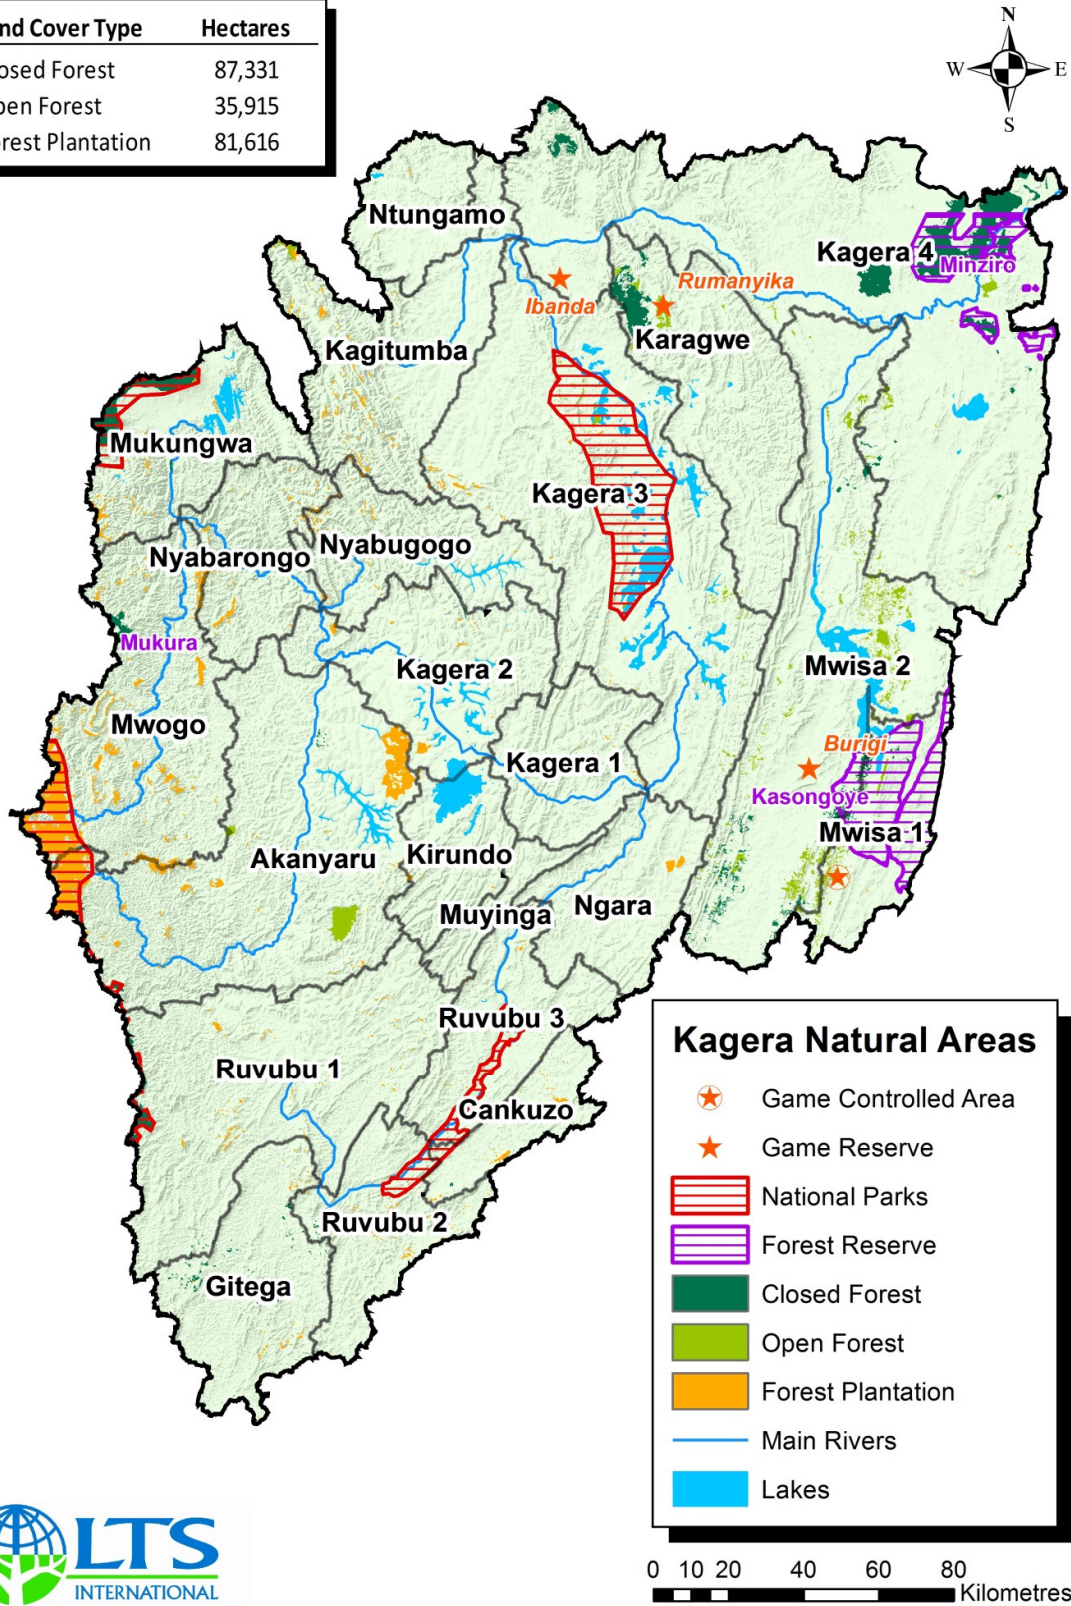 nd Cover Type Hectares
osed Forest 87,331
pen Forest 35,915
orest Plantation 81,616
N
W E
S
Ntungamo
Kagera 4
Minziro
Rumanyika
Ibanda
Karagwe
Kagitumba
Mukungwa
Kagera 3
Nyabarongo
Nyabugogo
Mukura
Kagera 2
Mwisa 2
Mwogo
Burigi
Kagera 1
Kasongoye
Mwisa 1
Akanyaru
Kirundo
Muyinga
Ngara
Ruvubu 3
Ruvubu 1
Cankuzo
Ruvubu 2
Gitega
Kagera Natural Areas
Game Controlled Area
Game Reserve
National Parks
Forest Reserve
Closed Forest
Open Forest
Forest Plantation
Main Rivers
Lakes
LTS
INTERNATIONAL
0 10 20 40 60 80
Kilometres